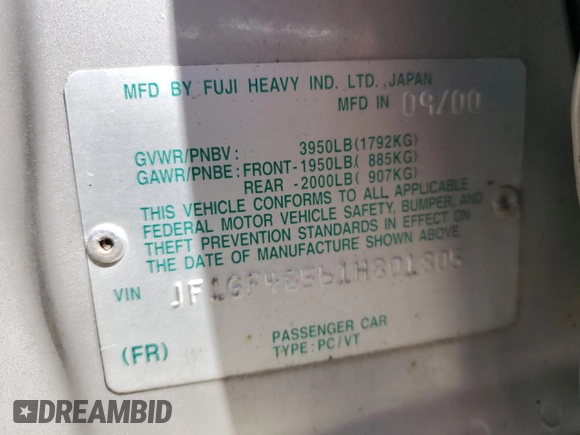 MFD BY FUJI HEAVY IND. LTD., JAPAN
MFD IN 09/00
GVWR/PNBV: 3950LB(1792KG)
GAWR/PNBE: FRONT-1950LB( 885KG)
REAR -2000LB( 907KG)
THIS VEHICLE CONFORMS TO ALL APPLICABLE
FEDERAL MOTOR VEHICLE SAFETY, BUMPER, AND
THEFT PREVENTION STANDARDS IN EFFECT ON
THE DATE OF MANUFACTURE SHOWN ABOVE.
VIN
PASSENGER CAR
(FR) TYPE:PC/VT
DREAMBID